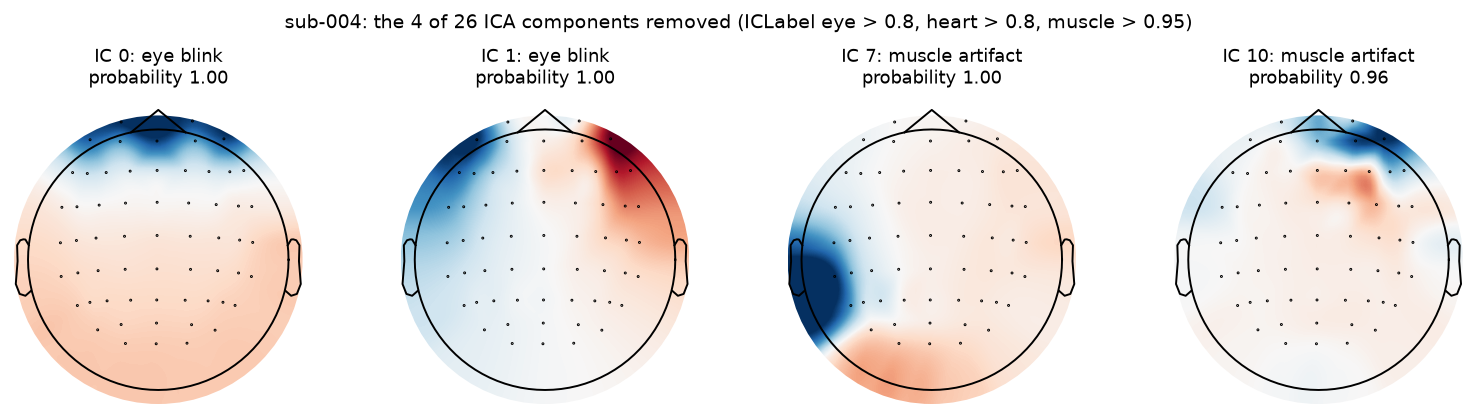 sub-004: the 4 of 26 ICA components removed (ICLabel eye > 0.8, heart > 0.8, muscle > 0.95)
IC 0: eye blink
probability 1.00
IC 1: eye blink
probability 1.00
IC 7: muscle artifact
probability 1.00
IC 10: muscle artifact
probability 0.96